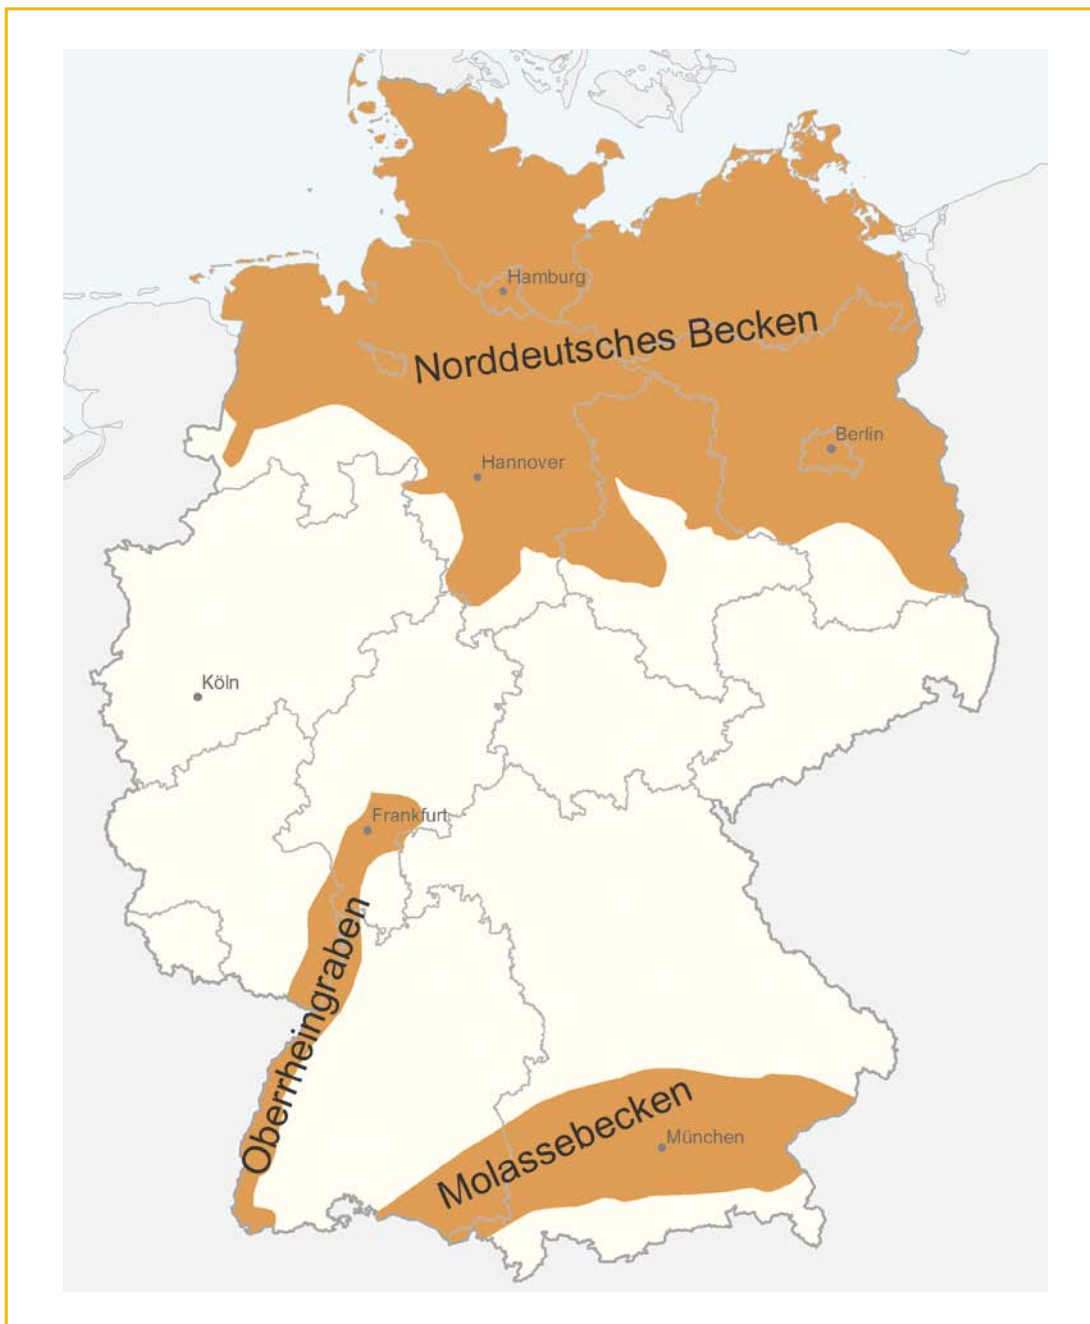 Hamburg
Norddeutsches Becken
Berlin
Hannover
Köln
Frankfurt
Oberrheingraben
Molassebecken
München